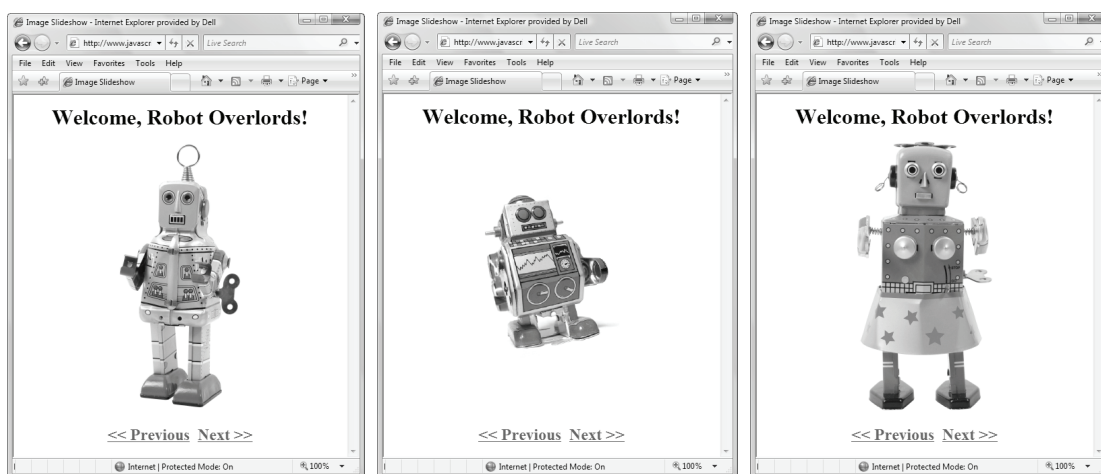 Image Slideshow - Internet Explorer provided by Dell
http://www.javascr
Live Search
File Edit View Favorites Tools Help
Image Slideshow
Page
Welcome, Robot Overlords!
<< Previous Next >>
Internet | Protected Mode: On
100%
Image Slideshow - Internet Explorer provided by Dell
http://www.javascr
Live Search
File Edit View Favorites Tools Help
Image Slideshow
Page
Welcome, Robot Overlords!
<< Previous Next >>
Internet | Protected Mode: On
100%
Image Slideshow - Internet Explorer provided by Dell
http://www.javascr
Live Search
File Edit View Favorites Tools Help
Image Slideshow
Page
Welcome, Robot Overlords!
<< Previous Next >>
Internet | Protected Mode: On
100%